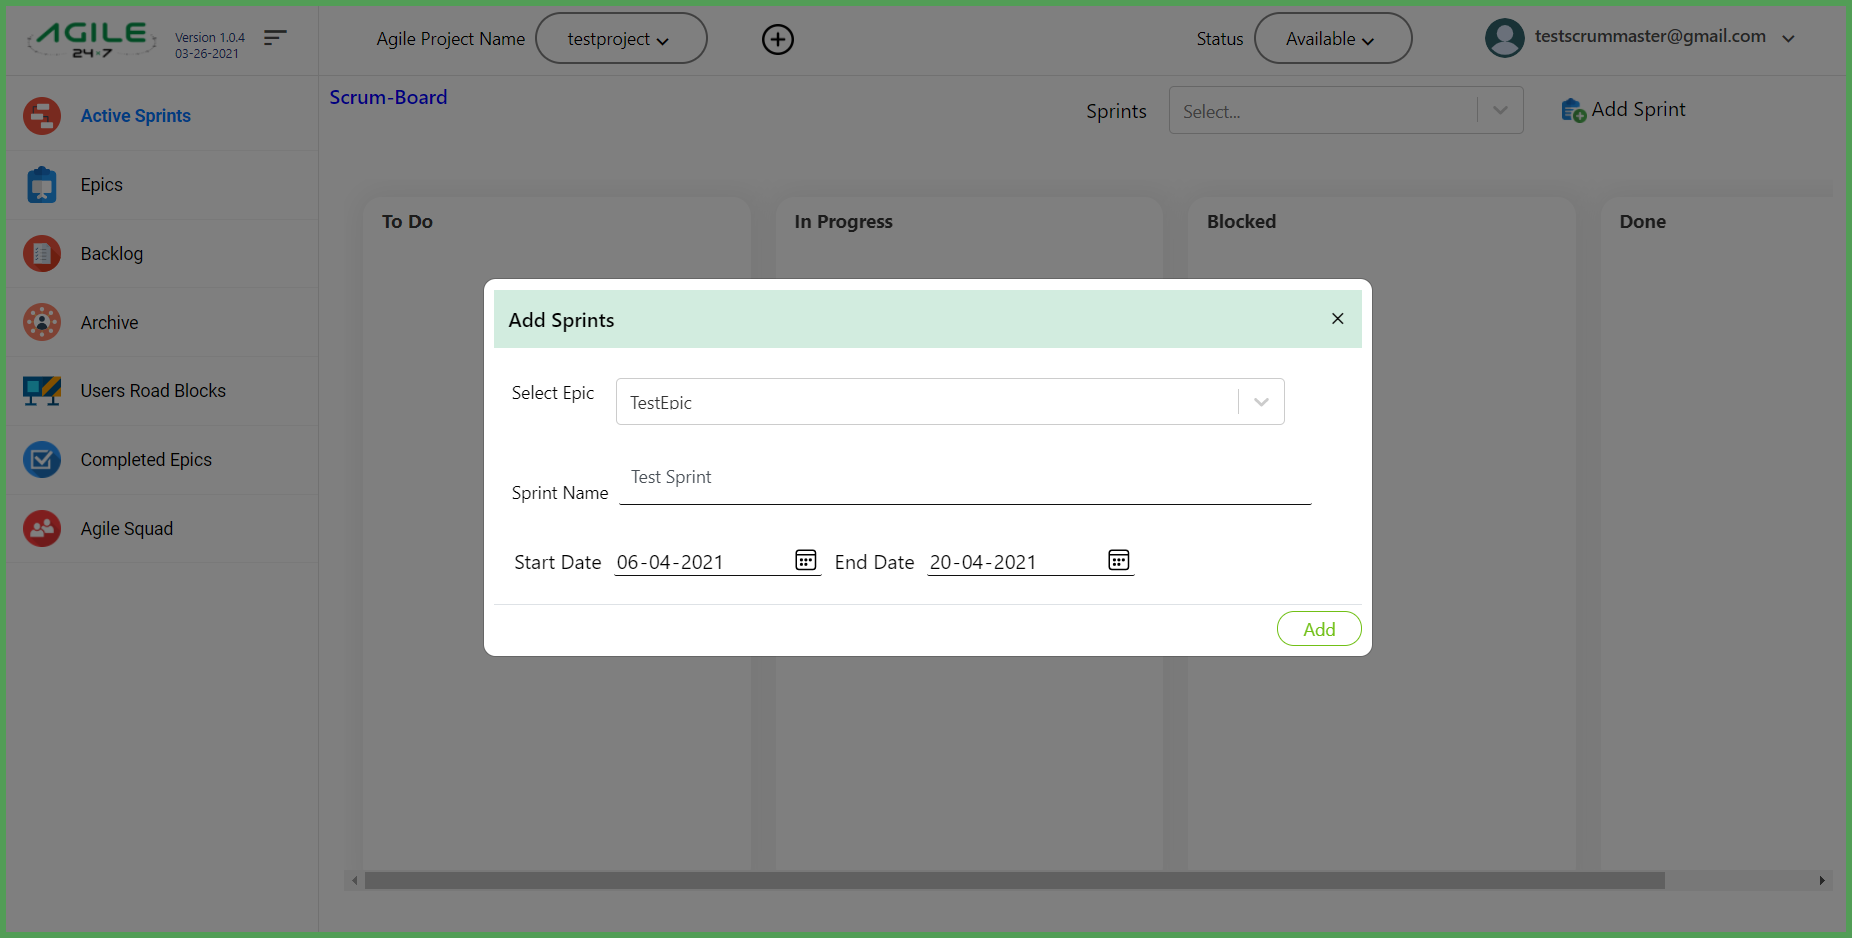 AGILE
24×7
Version 1.0.4
03-26-2021
Agile Project Name
testproject
Status
Available
testscrummaster@gmail.com
Active Sprints
Epics
Backlog
Archive
Users Road Blocks
Completed Epics
Agile Squad
Scrum-Board
Sprints
Select...
Add Sprint
To Do
In Progress
Blocked
Done
Add Sprints
Select Epic
TestEpic
Sprint Name
Test Sprint
Start Date 06-04-2021 End Date 20-04-2021
Add